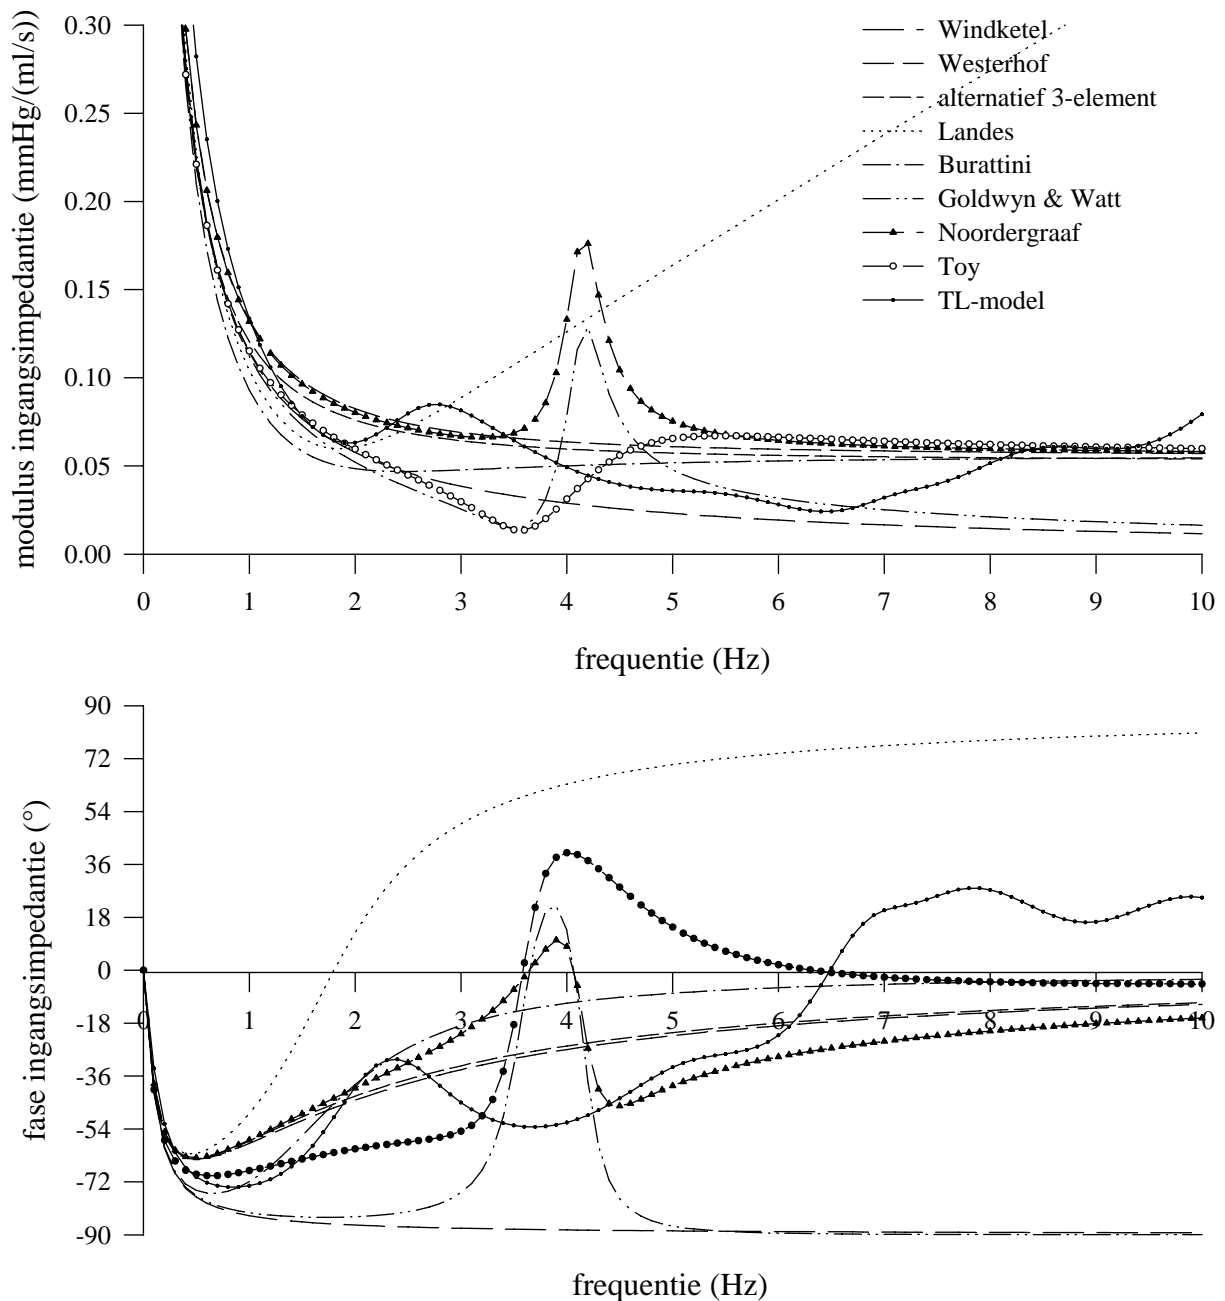 modulus ingangsimpedantie (mmHg/(ml/s))
0.30
0.25
0.20
0.15
0.10
0.05
0.00
Windketel
Westerhof
alternatief 3-element
Landes
Burattini
Goldwyn & Watt
Noordergraaf
Toy
TL-model
0 1 2 3 4 5 6 7 8 9 10
frequentie (Hz)
fase ingangsimpedantie (°)
90
72
54
36
18
0
-18
-36
-54
-72
-90
0 1 2 3 4 5 6 7 8 9 10
frequentie (Hz)